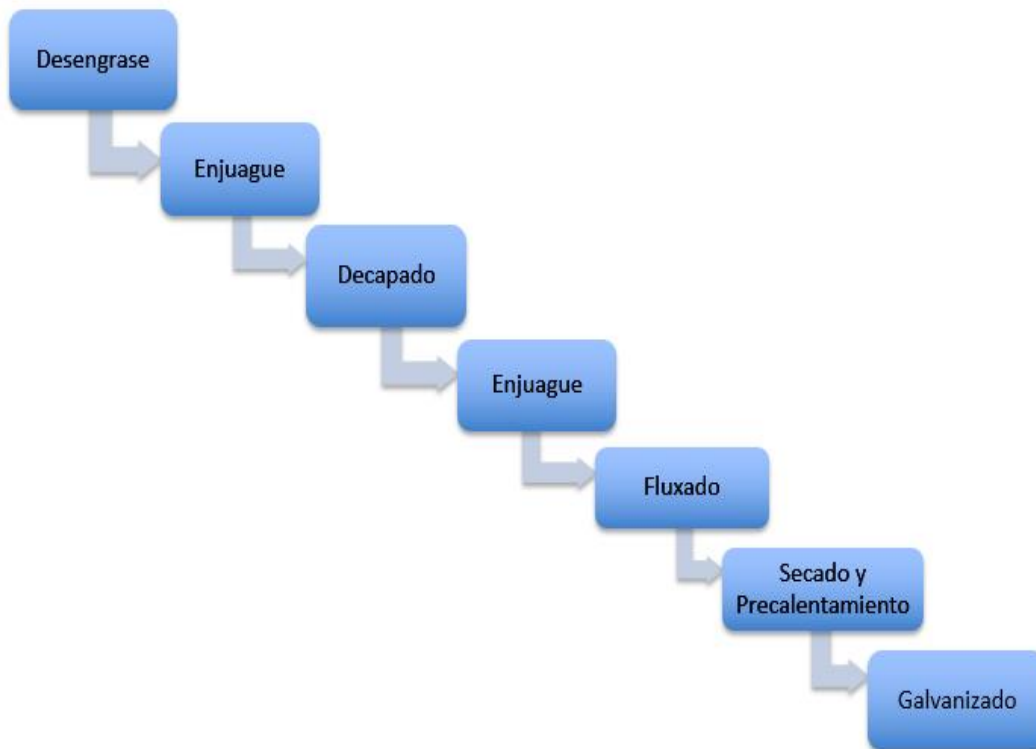 Desengrase
Enjuague
Decapado
Enjuague
Fluxado
Secado y
Precalentamiento
Galvanizado